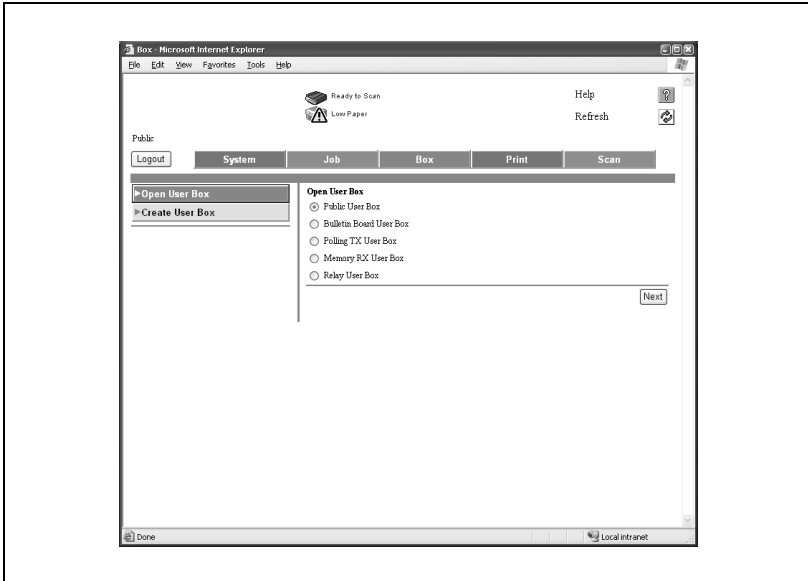 Box - Microsoft Internet Explorer
File Edit View Favorites Tools Help
Ready to Scan
Help
Low Paper
Refresh
Public
Logout System Job Box Print Scan
Open User Box
Create User Box
Open User Box
Public User Box
Bulletin Board User Box
Polling TX User Box
Memory RX User Box
Relay User Box
Next
Done
Local intranet